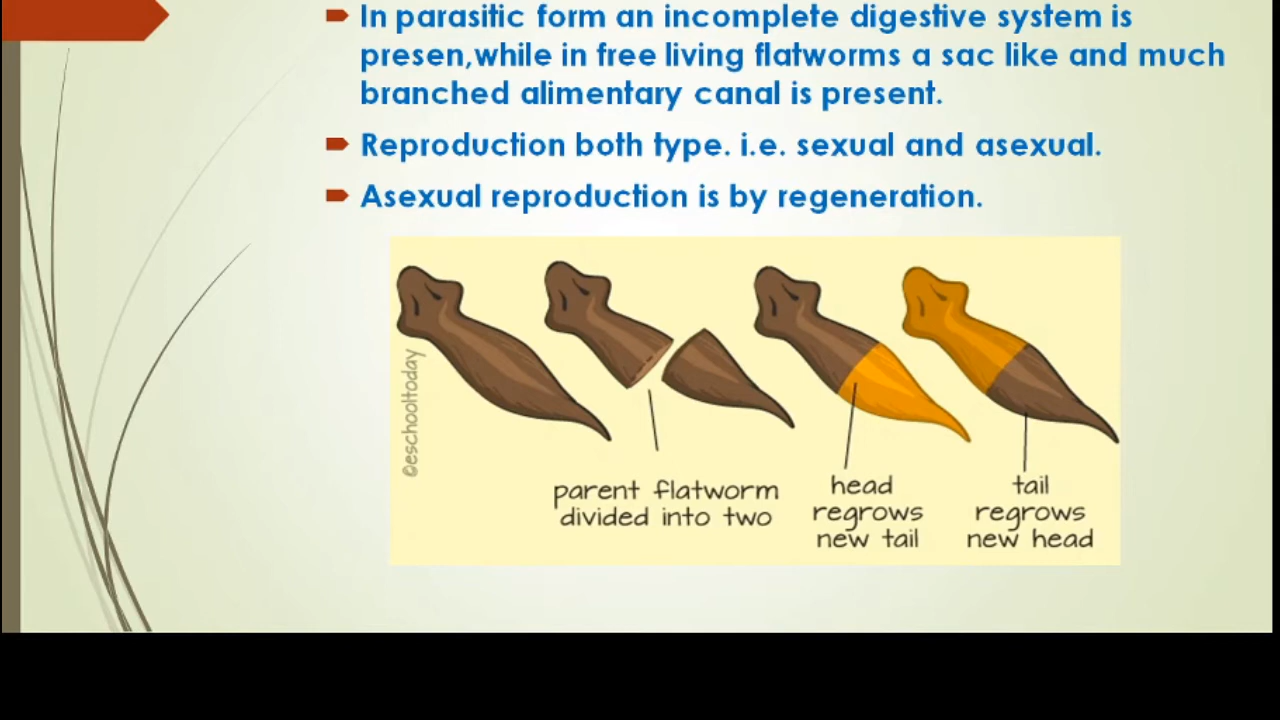 In parasitic form an incomplete digestive system is
presen,while in free living flatworms a sac like and much
branched alimentary canal is present.
Reproduction both type. i.e. sexual and asexual.
Asexual reproduction is by regeneration.
©eschooltoday
parent flatworm
divided into two
head
regrows
new tail
tail
regrows
new head